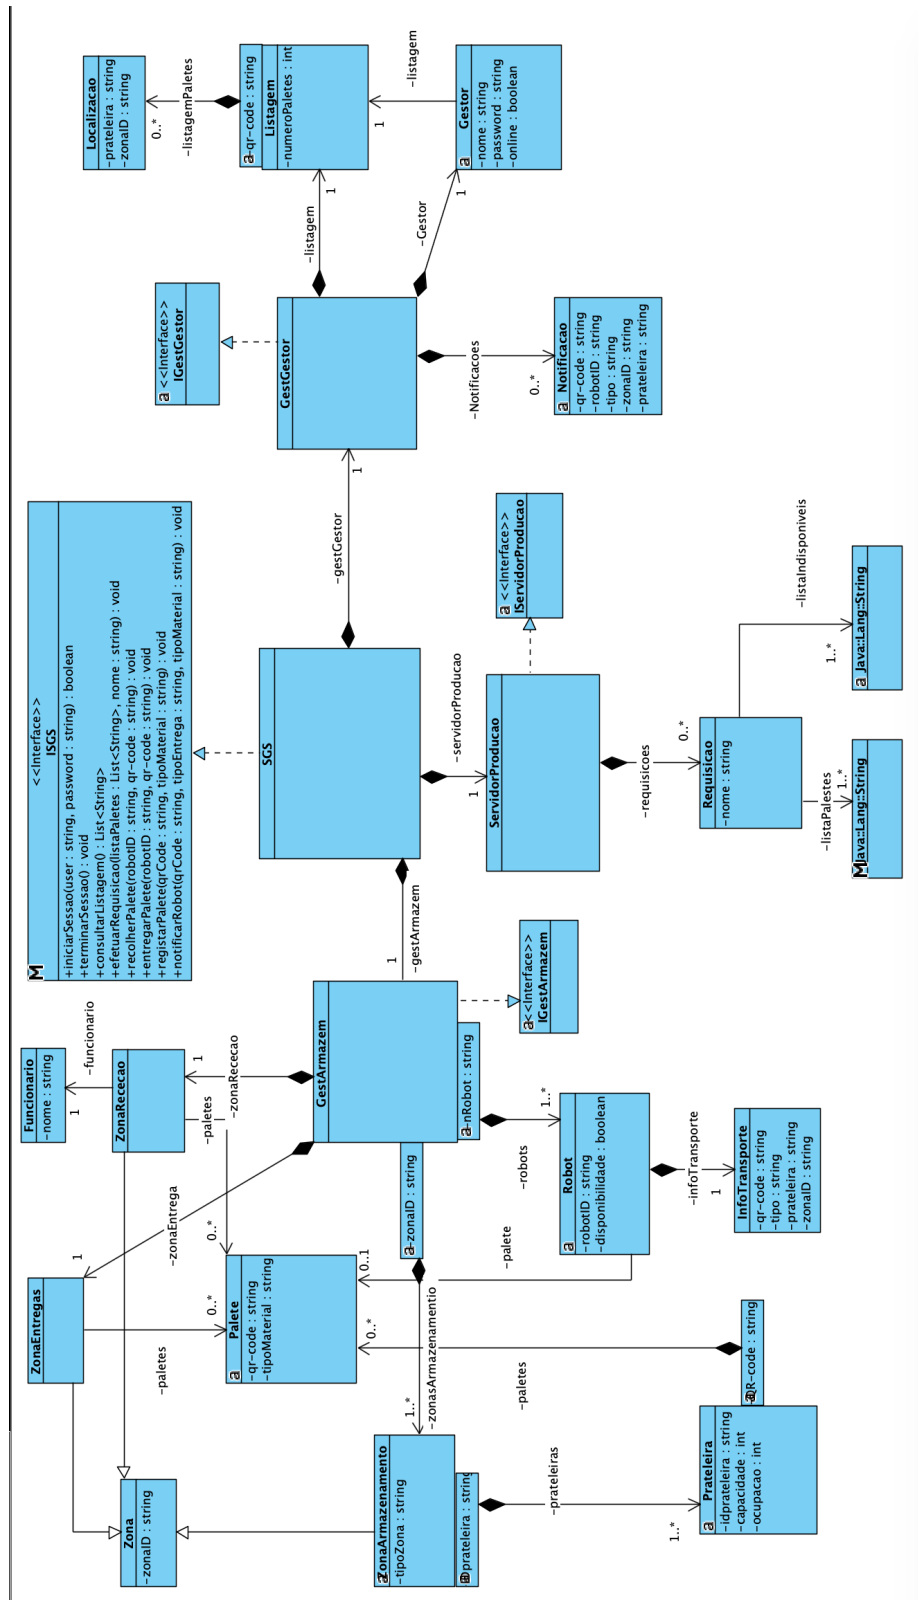 Zona
-zonaID : string
ZonaEntregas
-paletes
0..*
ZonaRececao
Funcionario
-nome : string
-funcionario
1
-paletes
0..*
1
-zonaRececao
1
-zonaEntrega
Palete
-qr-code : string
-tipoMaterial : string
0..*
0..1
-palete
-paletes
ZonaArmazenamento
-tipoZona : string
prateleira : string
-prateleiras
1..*
Prateleira
-idprateleira : string
-capacidade : int
-ocupacao : int
QR-code : string
1..*
-zonasArmazenamentio
-zonaID : string
GestArmazem
-nRobot : string
-robots
1..*
Robot
-robotID : string
-disponibilidade : boolean
-infoTransporte
1
InfoTransporte
-qr-code : string
-tipo : string
-prateleira : string
-zonaID : string
<<Interface>>
IGestArmazem
1
-gestArmazem
<<Interface>>
ISGS
+iniciarSessao(user : string, password : string) : boolean
+terminarSessao() : void
+consultarListagem() : List<String>
+efetuarRequisicao(listaPaletes : List<String>, nome : string) : void
+recolherPalete(robotID : string, qr-code : string) : void
+entregarPalete(robotID : string, qr-code : string) : void
+registarPalete(qrCode : string, tipoMaterial : string) : void
+notificarRobot(qrCode : string, tipoEntrega : string, tipoMaterial : string) : void
SGS
-servidorProducao
1
ServidorProducao
<<Interface>>
IServidorProducao
-requisicoes
0..*
Requisicao
-nome : string
-listaPalestes
1..*
Java::Lang::String
-listaIndisponiveis
1..*
Java::Lang::String
-gestGestor
1
GestGestor
<<Interface>>
IGestGestor
-Notificacoes
0..*
Notificacao
-qr-code : string
-robotID : string
-tipo : string
-zonaID : string
-prateleira : string
-listagem
1
-Gestor
1
Localizacao
-prateleira : string
-zonaID : string
0..*
-listagemPaletes
-qr-code : string
Listagem
-numeroPaletes : int
-listagem
1
Gestor
-nome : string
-password : string
-online : boolean